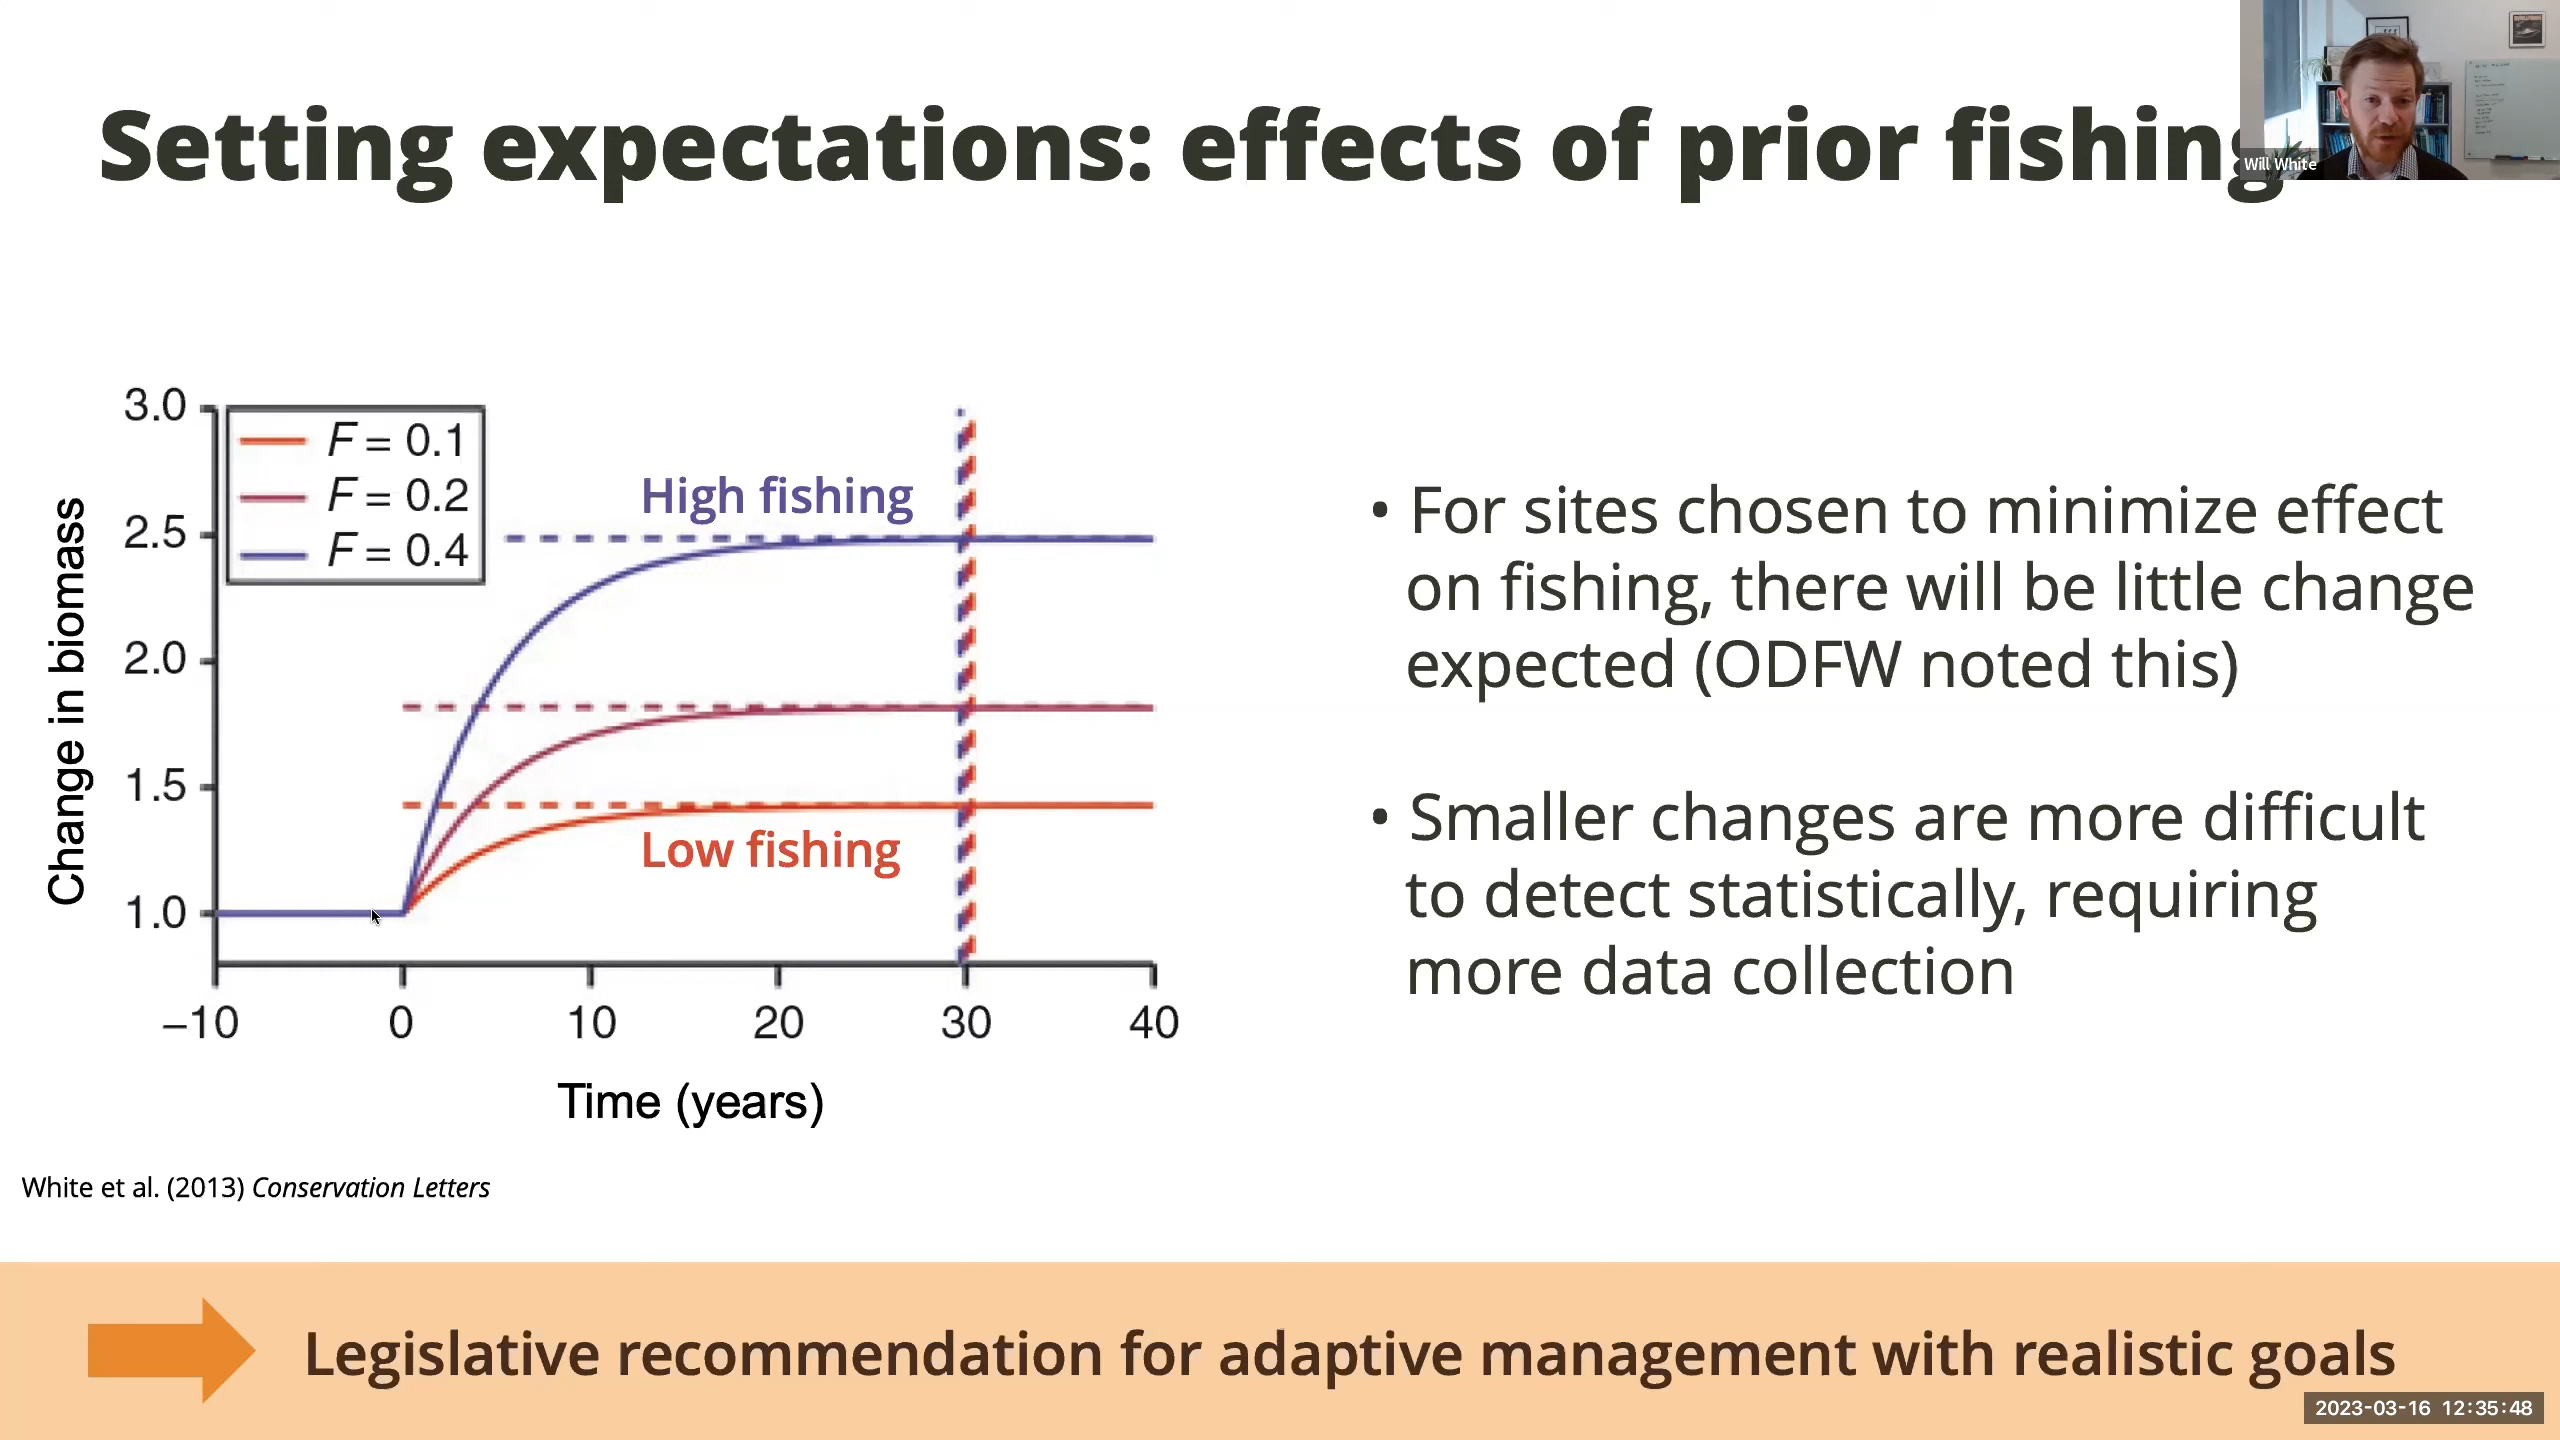 Setting expectations: effects of prior fishing
Will White
3.0
2.5
2.0
1.5
1.0
Change in biomass
F = 0.1
F = 0.2
F = 0.4
High fishing
Low fishing
−10 0 10 20 30 40
Time (years)
• For sites chosen to minimize effect
on fishing, there will be little change
expected (ODFW noted this)
• Smaller changes are more difficult
to detect statistically, requiring
more data collection
White et al. (2013) Conservation Letters
Legislative recommendation for adaptive management with realistic goals
2023-03-16 12:35:48